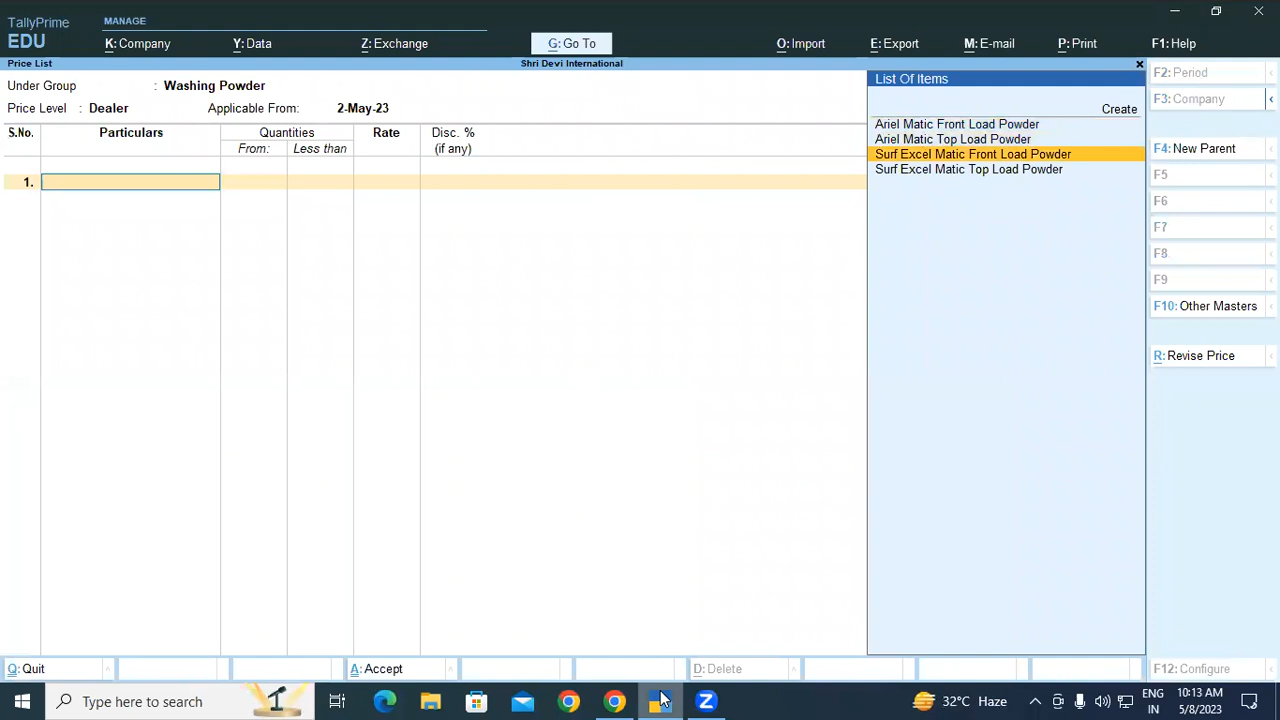 TallyPrime
MANAGE
EDU
K: Company
Y: Data
Z: Exchange
G: Go To
O: Import
E: Export
M: E-mail
P: Print
F1: Help
Price List
Shri Devi International
Under Group : Washing Powder
Price Level : Dealer Applicable From: 2-May-23
S.No. Particulars Quantities Rate Disc. %
From: Less than (if any)
1.
List Of Items
Create
Ariel Matic Front Load Powder
Ariel Matic Top Load Powder
Surf Excel Matic Front Load Powder
Surf Excel Matic Top Load Powder
F2: Period
F3: Company
F4: New Parent
F5
F6
F7
F8
F9
F10: Other Masters
R: Revise Price
Q: Quit
A: Accept
D: Delete
F12: Configure
Type here to search
32°C Haze
ENG
IN
10:13 AM
5/8/2023